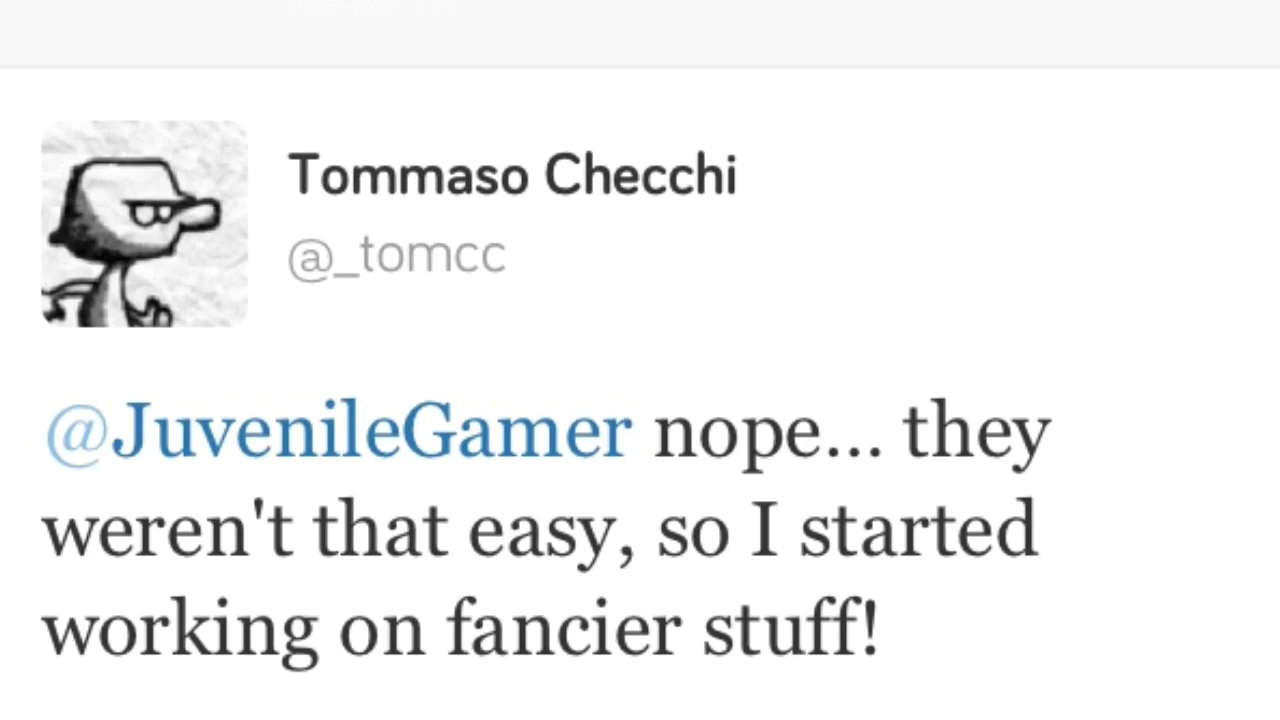 Tommaso Checchi
@_tomcc
@JuvenileGamer nope... they
weren't that easy, so I started
working on fancier stuff!